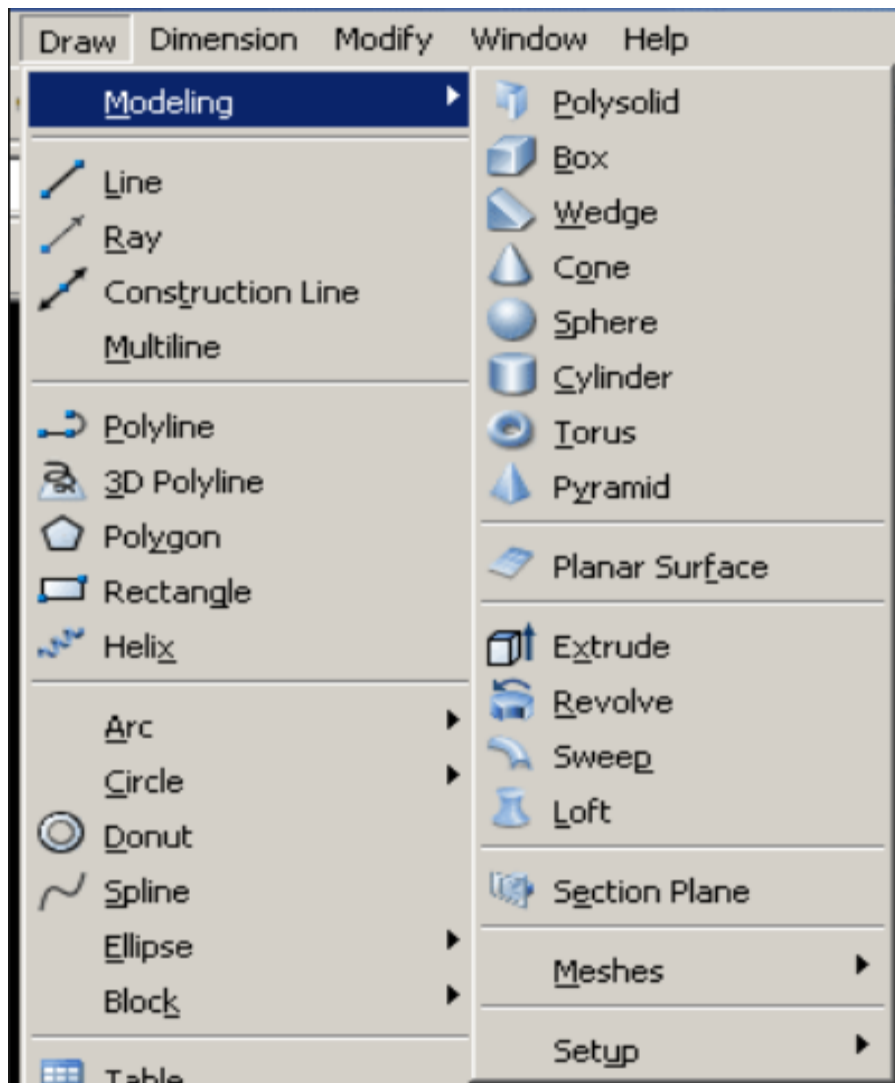 Draw Dimension Modify Window Help
Modeling
Line
Ray
Construction Line
Multiline
Polyline
3D Polyline
Polygon
Rectangle
Helix
Arc
Circle
Donut
Spline
Ellipse
Block
Table
Polysolid
Box
Wedge
Cone
Sphere
Cylinder
Torus
Pyramid
Planar Surface
Extrude
Revolve
Sweep
Loft
Section Plane
Meshes
Setup